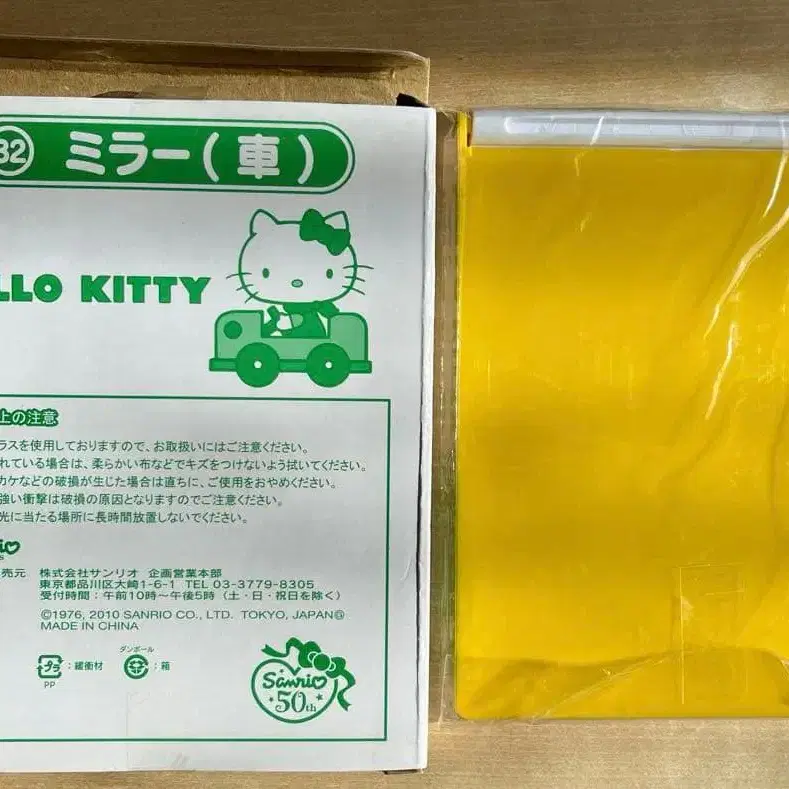 32 ミラー(車)
LLO KITTY
上の注意
ラスを使用しておりますので、お取扱いにはご注意ください。
れている場合は、柔らかい布などでキズをつけないよう拭いてください。
カケなどの破損が生じた場合は直ちに、ご使用をおやめください。
強い衝撃は破損の原因となりますのでご注意ください。
光に当たる場所に長時間放置しないでください。
売元 株式会社サンリオ 企画営業本部
東京都品川区大崎1-6-1 TEL 03-3779-8305
受付時間：午前10時～午後5時（土・日・祝日を除く）
©1976, 2010 SANRIO CO., LTD. TOKYO, JAPAN Ⓖ
MADE IN CHINA
プラ：緩衝材
PP
ダンボール
：箱
Sanrio
50th